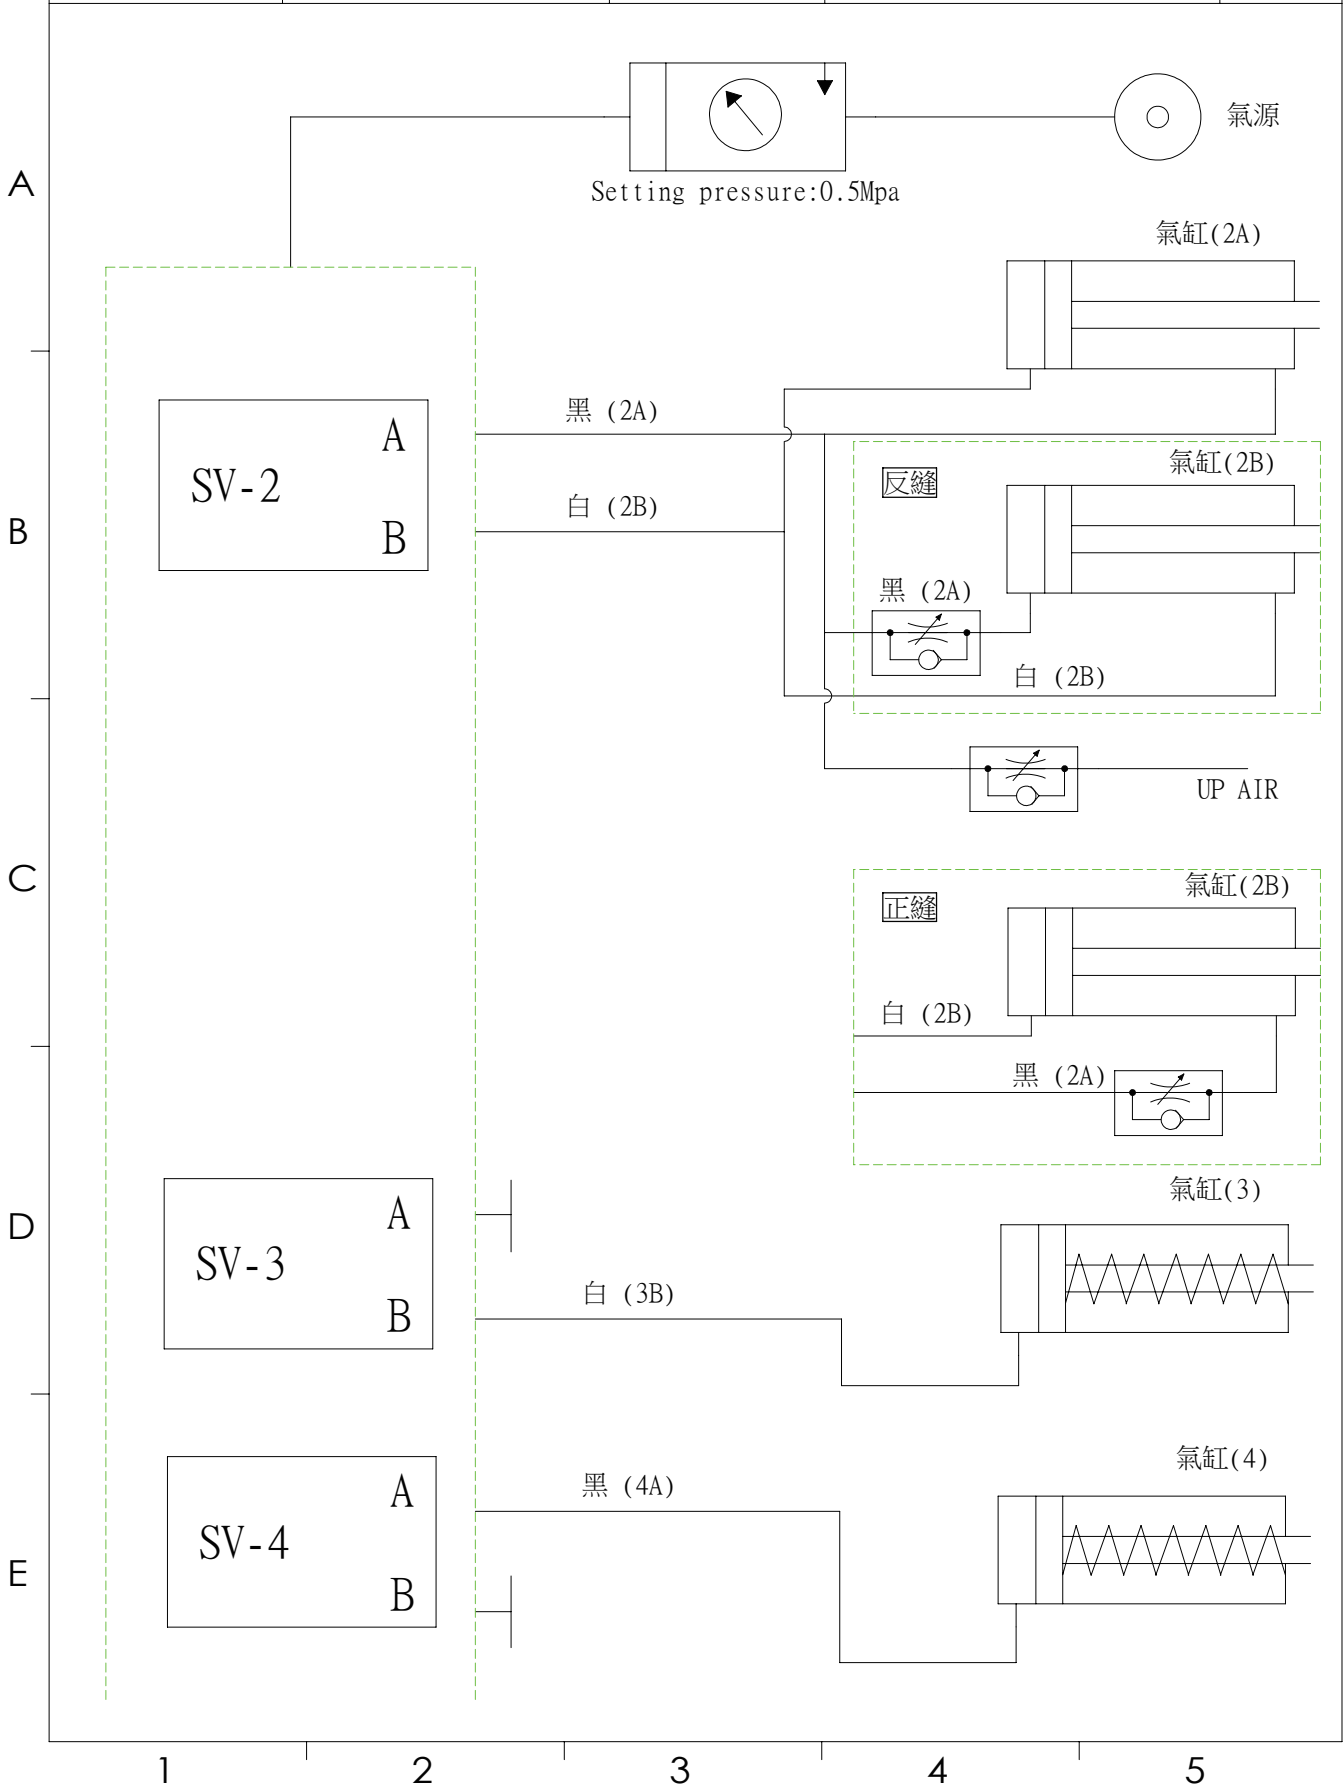 氣源
A
Setting pressure:0.5Mpa
氣缸(2A)
黑 (2A)
A
SV-2
B
白 (2B)
反縫
氣缸(2B)
B
黑 (2A)
白 (2B)
UP AIR
C
正縫
氣缸(2B)
白 (2B)
黑 (2A)
氣缸(3)
D
A
SV-3
B
白 (3B)
氣缸(4)
黑 (4A)
A
SV-4
B
E
1 2 3 4 5